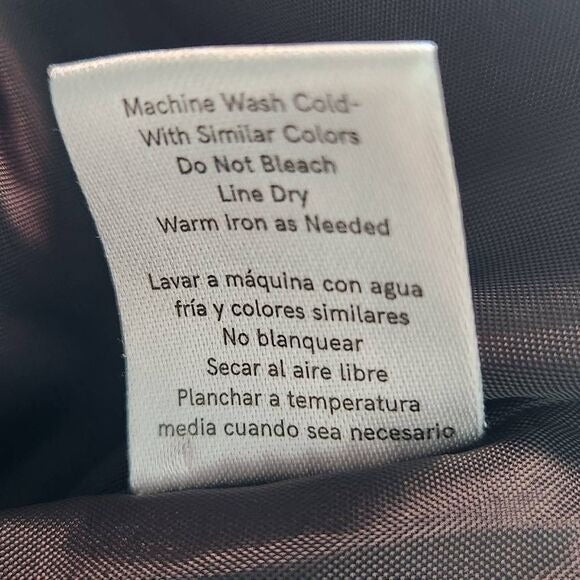 Machine Wash Cold-
With Similar Colors
Do Not Bleach
Line Dry
Warm Iron as Needed
Lavar a máquina con agua
fría y colores similares
No blanquear
Secar al aire libre
Planchar a temperatura
media cuando sea necesario